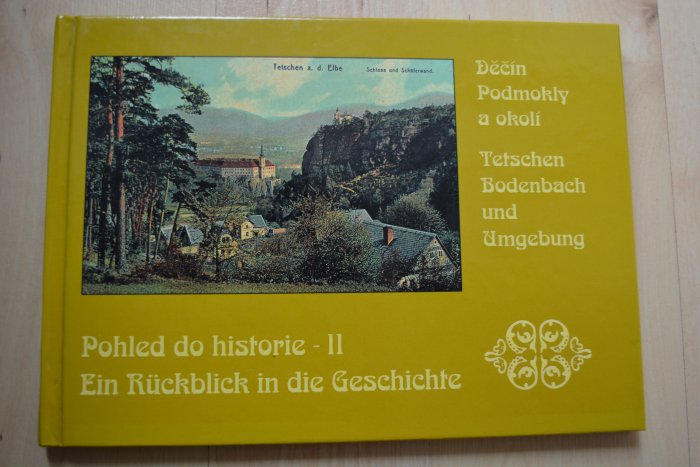 Tetschen a. d. Elbe
Schloss und Schäferwand.
Děčín
Podmokly
a okolí
Tetschen
Bodenbach
und
Umgebung
Pohled do historie - II
Ein Rückblick in die Geschichte